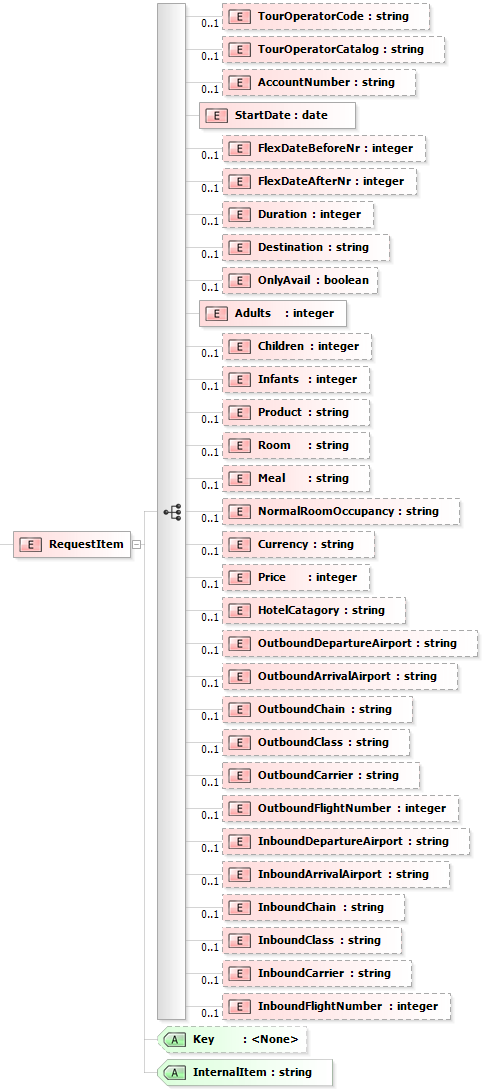 E TourOperatorCode : string
0..1
E TourOperatorCatalog : string
0..1
E AccountNumber : string
0..1
E StartDate : date
E FlexDateBeforeNr : integer
0..1
E FlexDateAfterNr : integer
0..1
E Duration : integer
0..1
E Destination : string
0..1
E OnlyAvail : boolean
0..1
E Adults : integer
E Children : integer
0..1
E Infants : integer
0..1
E Product : string
0..1
E Room : string
0..1
E Meal : string
0..1
E NormalRoomOccupancy : string
0..1
E RequestItem
E Currency : string
0..1
E Price : integer
0..1
E HotelCatagory : string
0..1
E OutboundDepartureAirport : string
0..1
E OutboundArrivalAirport : string
0..1
E OutboundChain : string
0..1
E OutboundClass : string
0..1
E OutboundCarrier : string
0..1
E OutboundFlightNumber : integer
0..1
E InboundDepartureAirport : string
0..1
E InboundArrivalAirport : string
0..1
E InboundChain : string
0..1
E InboundClass : string
0..1
E InboundCarrier : string
0..1
E InboundFlightNumber : integer
0..1
A Key : <None>
A InternalItem : string